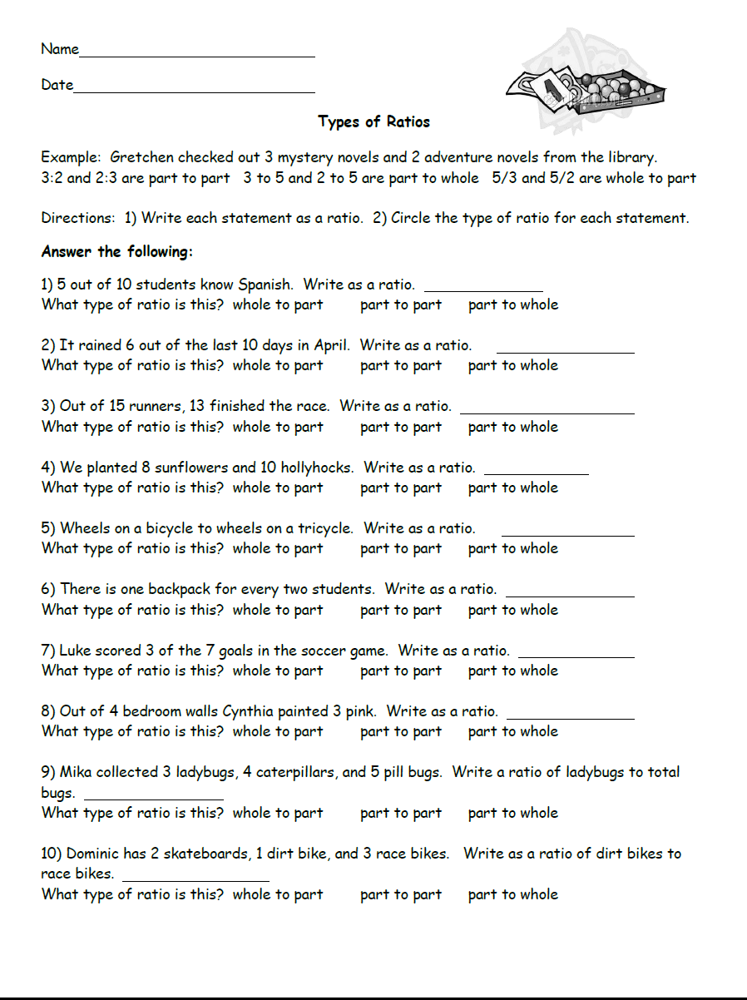 Name
Date
Types of Ratios
Example: Gretchen checked out 3 mystery novels and 2 adventure novels from the library.
3:2 and 2:3 are part to part 3 to 5 and 2 to 5 are part to whole 5/3 and 5/2 are whole to part
Directions: 1) Write each statement as a ratio. 2) Circle the type of ratio for each statement.
Answer the following:
1) 5 out of 10 students know Spanish. Write as a ratio.
What type of ratio is this? whole to part part to part part to whole
2) It rained 6 out of the last 10 days in April. Write as a ratio.
What type of ratio is this? whole to part part to part part to whole
3) Out of 15 runners, 13 finished the race. Write as a ratio.
What type of ratio is this? whole to part part to part part to whole
4) We planted 8 sunflowers and 10 hollyhocks. Write as a ratio.
What type of ratio is this? whole to part part to part part to whole
5) Wheels on a bicycle to wheels on a tricycle. Write as a ratio.
What type of ratio is this? whole to part part to part part to whole
6) There is one backpack for every two students. Write as a ratio.
What type of ratio is this? whole to part part to part part to whole
7) Luke scored 3 of the 7 goals in the soccer game. Write as a ratio.
What type of ratio is this? whole to part part to part part to whole
8) Out of 4 bedroom walls Cynthia painted 3 pink. Write as a ratio.
What type of ratio is this? whole to part part to part part to whole
9) Mika collected 3 ladybugs, 4 caterpillars, and 5 pill bugs. Write a ratio of ladybugs to total
bugs.
What type of ratio is this? whole to part part to part part to whole
10) Dominic has 2 skateboards, 1 dirt bike, and 3 race bikes. Write as a ratio of dirt bikes to
race bikes.
What type of ratio is this? whole to part part to part part to whole